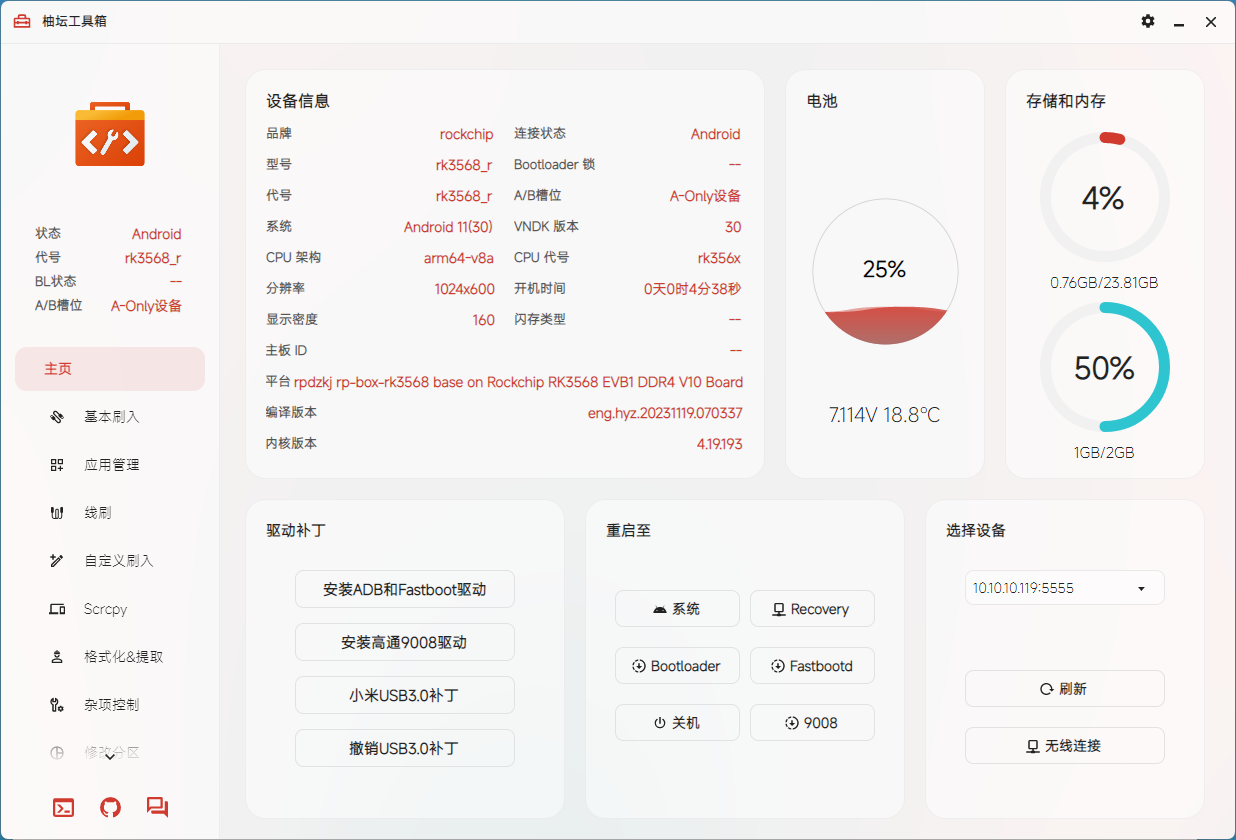 柚坛工具箱
状态 Android
代号 rk3568_r
BL状态 --
A/B槽位 A-Only设备
主页
基本刷入
应用管理
线刷
自定义刷入
Scrcpy
格式化&提取
杂项控制
修改分区
设备信息
品牌 rockchip 连接状态 Android
型号 rk3568_r Bootloader 锁 --
代号 rk3568_r A/B槽位 A-Only设备
系统 Android 11(30) VNDK 版本 30
CPU 架构 arm64-v8a CPU 代号 rk356x
分辨率 1024x600 开机时间 0天0时4分38秒
显示密度 160 闪存类型 --
主板 ID --
平台 rpdzkj rp-box-rk3568 base on Rockchip RK3568 EVB1 DDR4 V10 Board
编译版本 eng.hyz.20231119.070337
内核版本 4.19.193
电池
25%
7.114V 18.8℃
存储和内存
4%
0.76GB/23.81GB
50%
1GB/2GB
驱动补丁
安装ADB和Fastboot驱动
安装高通9008驱动
小米USB3.0补丁
撤销USB3.0补丁
重启至
系统 Recovery
Bootloader Fastbootd
关机 9008
选择设备
10.10.10.119:5555
刷新
无线连接